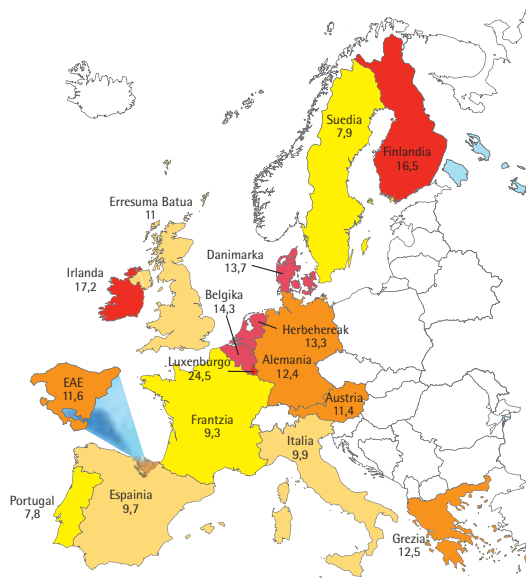 Suedia
7,9
Finlandia
16,5
Erresuma Batua
11
Danimarka
13,7
Irlanda
17,2
Belgika
14,3
Herbehereak
13,3
Luxenburgo
24,5
Alemania
12,4
EAE
11,6
Austria
11,4
Frantzia
9,3
Italia
9,9
Portugal
7,8
Espainia
9,7
Grezia
12,5